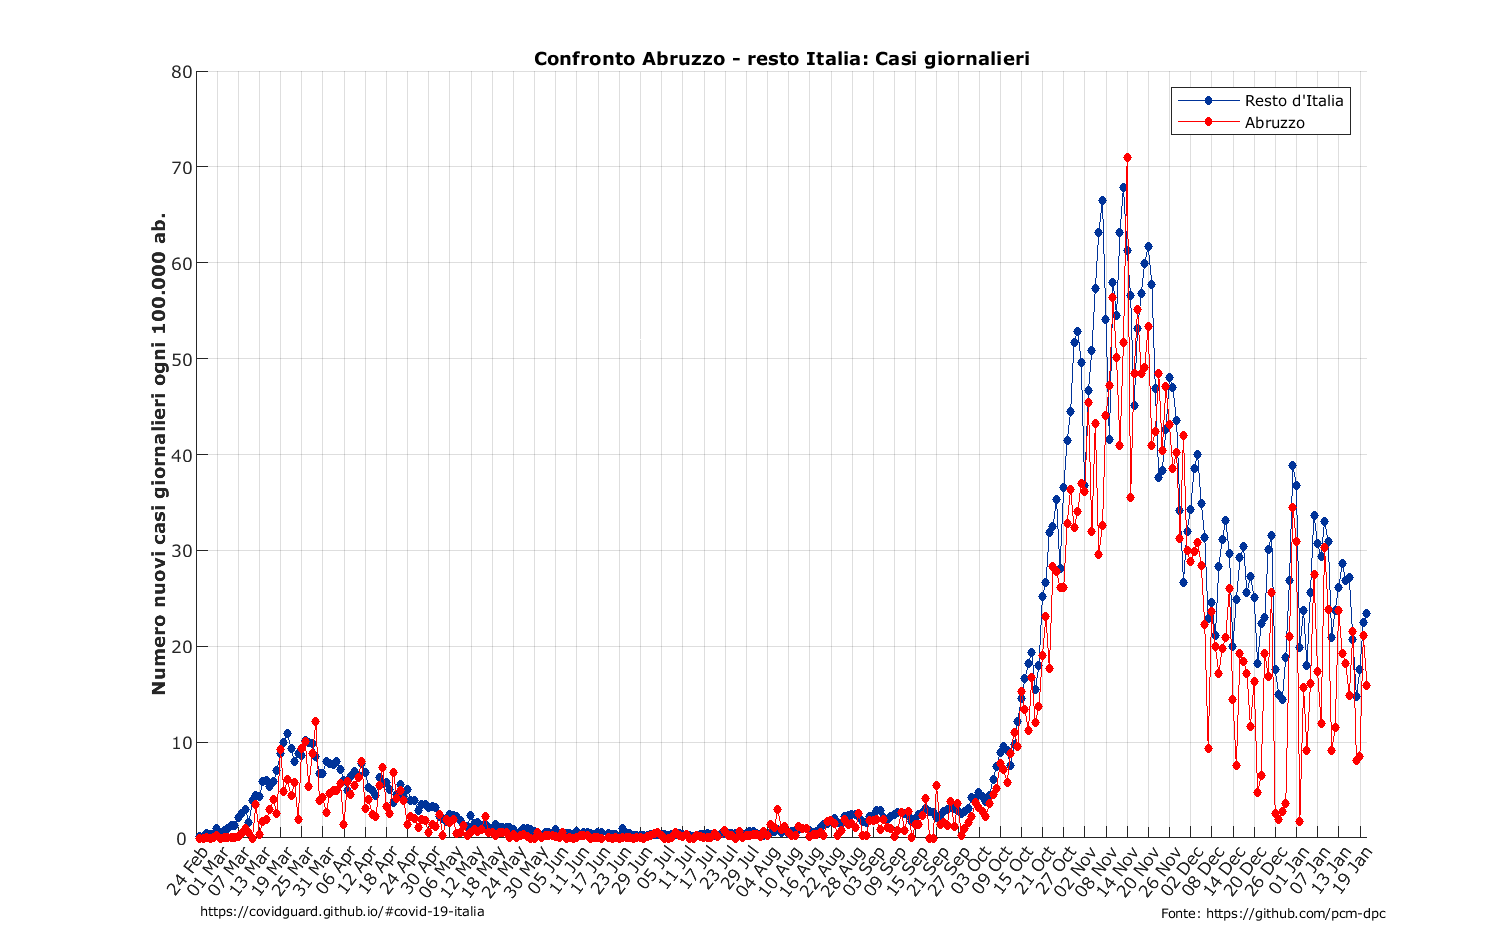 Confronto Abruzzo - resto Italia: Casi giornalieri
Numero nuovi casi giornalieri ogni 100.000 ab.
80
70
60
50
40
30
20
10
0
Resto d'Italia
Abruzzo
24 Feb
01 Mar
07 Mar
13 Mar
19 Mar
25 Mar
31 Mar
06 Apr
12 Apr
18 Apr
24 Apr
30 Apr
06 May
12 May
18 May
24 May
30 May
05 Jun
11 Jun
17 Jun
23 Jun
29 Jun
05 Jul
11 Jul
17 Jul
23 Jul
29 Jul
04 Aug
10 Aug
16 Aug
22 Aug
28 Aug
03 Sep
09 Sep
15 Sep
21 Sep
27 Sep
03 Oct
09 Oct
15 Oct
21 Oct
27 Oct
02 Nov
08 Nov
14 Nov
20 Nov
26 Nov
02 Dec
08 Dec
14 Dec
20 Dec
26 Dec
01 Jan
07 Jan
13 Jan
19 Jan
https://covidguard.github.io/#covid-19-italia
Fonte: https://github.com/pcm-dpc